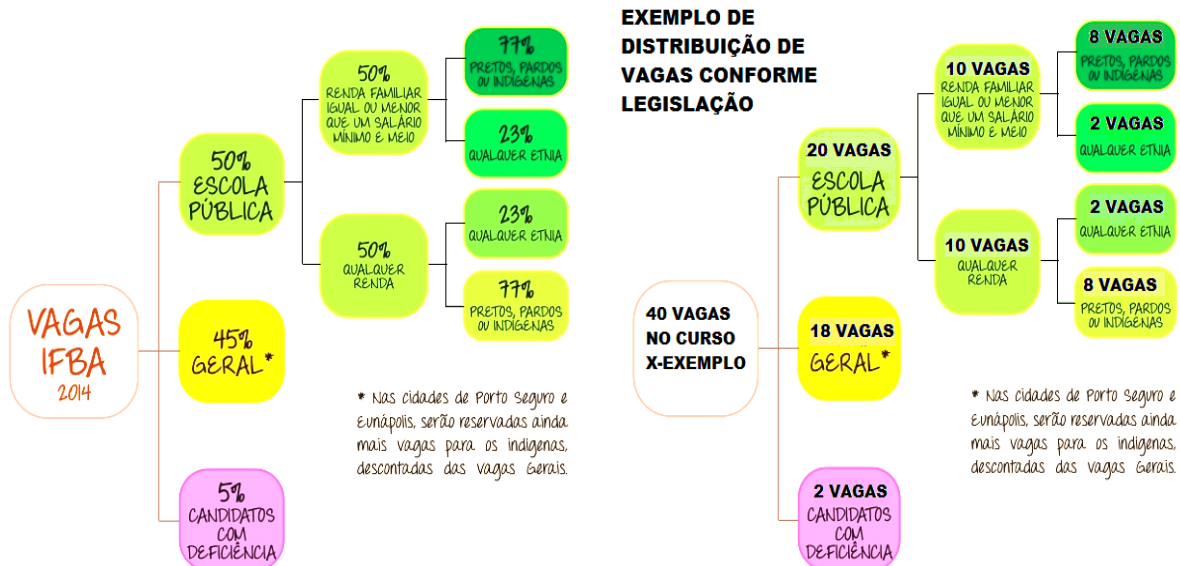 77%
PRETOS, PARDOS
OU INDÍGENAS
50%
RENDA FAMILIAR
IGUAL OU MENOR
QUE UM SALÁRIO
MÍNIMO E MEIO
23%
QUALQUER ETNIA
50%
ESCOLA
PÚBLICA
23%
QUALQUER ETNIA
50%
QUALQUER
RENDA
77%
PRETOS, PARDOS
OU INDÍGENAS
VAGAS
IFBA
2014
45%
GERAL*
* Nas cidades de Porto Seguro e
Eunápolis, serão reservadas ainda
mais vagas para os indígenas,
descontadas das vagas Gerais.
5%
CANDIDATOS
COM
DEFICIÊNCIA
EXEMPLO DE
DISTRIBUIÇÃO DE
VAGAS CONFORME
LEGISLAÇÃO
8 VAGAS
PRETOS, PARDOS
OU INDÍGENAS
10 VAGAS
RENDA FAMILIAR
IGUAL OU MENOR
QUE UM SALÁRIO
MÍNIMO E MEIO
2 VAGAS
QUALQUER ETNIA
20 VAGAS
ESCOLA
PÚBLICA
2 VAGAS
QUALQUER ETNIA
10 VAGAS
QUALQUER
RENDA
8 VAGAS
PRETOS, PARDOS
OU INDÍGENAS
40 VAGAS
NO CURSO
X-EXEMPLO
18 VAGAS
GERAL*
* Nas cidades de Porto Seguro e
Eunápolis, serão reservadas ainda
mais vagas para os indígenas,
descontadas das vagas Gerais.
2 VAGAS
CANDIDATOS
COM
DEFICIÊNCIA